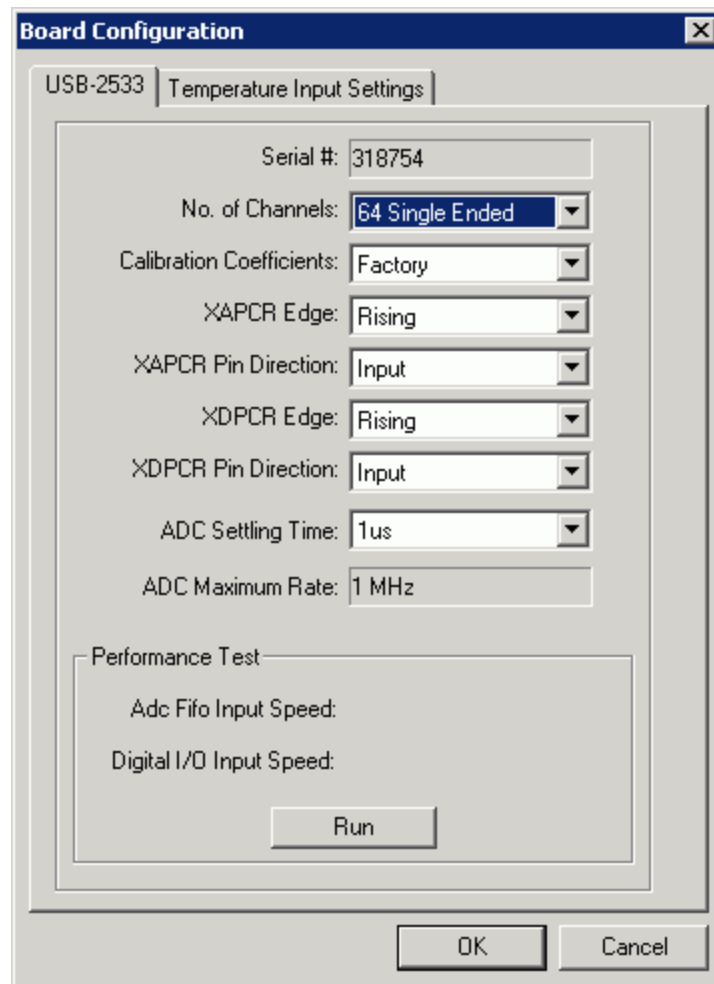 Board Configuration
USB-2533 Temperature Input Settings
Serial #: 318754
No. of Channels: 64 Single Ended
Calibration Coefficients: Factory
XAPCR Edge: Rising
XAPCR Pin Direction: Input
XDPCR Edge: Rising
XDPCR Pin Direction: Input
ADC Settling Time: 1us
ADC Maximum Rate: 1 MHz
Performance Test
Adc Fifo Input Speed:
Digital I/O Input Speed:
Run
OK Cancel